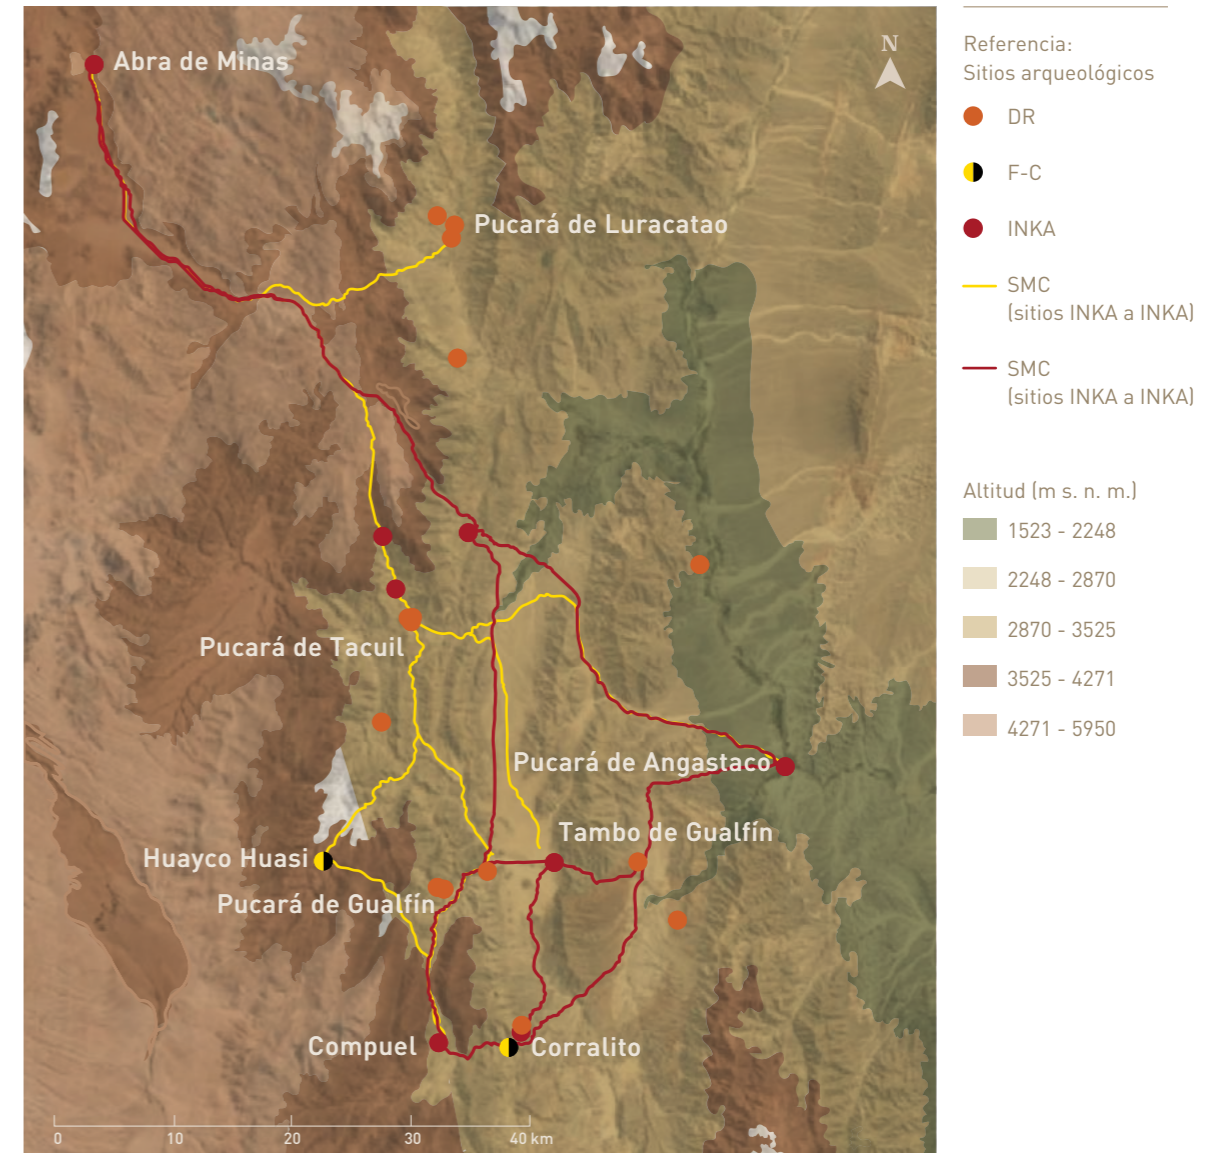 Abra de Minas
N
Pucará de Luracatao
Pucará de Tacuil
Pucará de Angastaco
Tambo de Gualfín
Huayco Huasi
Pucará de Gualfín
Compuel
Corralito
0 10 20 30 40 km
Referencia:
Sitios arqueológicos
DR
F-C
INKA
SMC
(sitios INKA a INKA)
SMC
(sitios INKA a INKA)
Altitud (m s. n. m.)
1523 - 2248
2248 - 2870
2870 - 3525
3525 - 4271
4271 - 5950